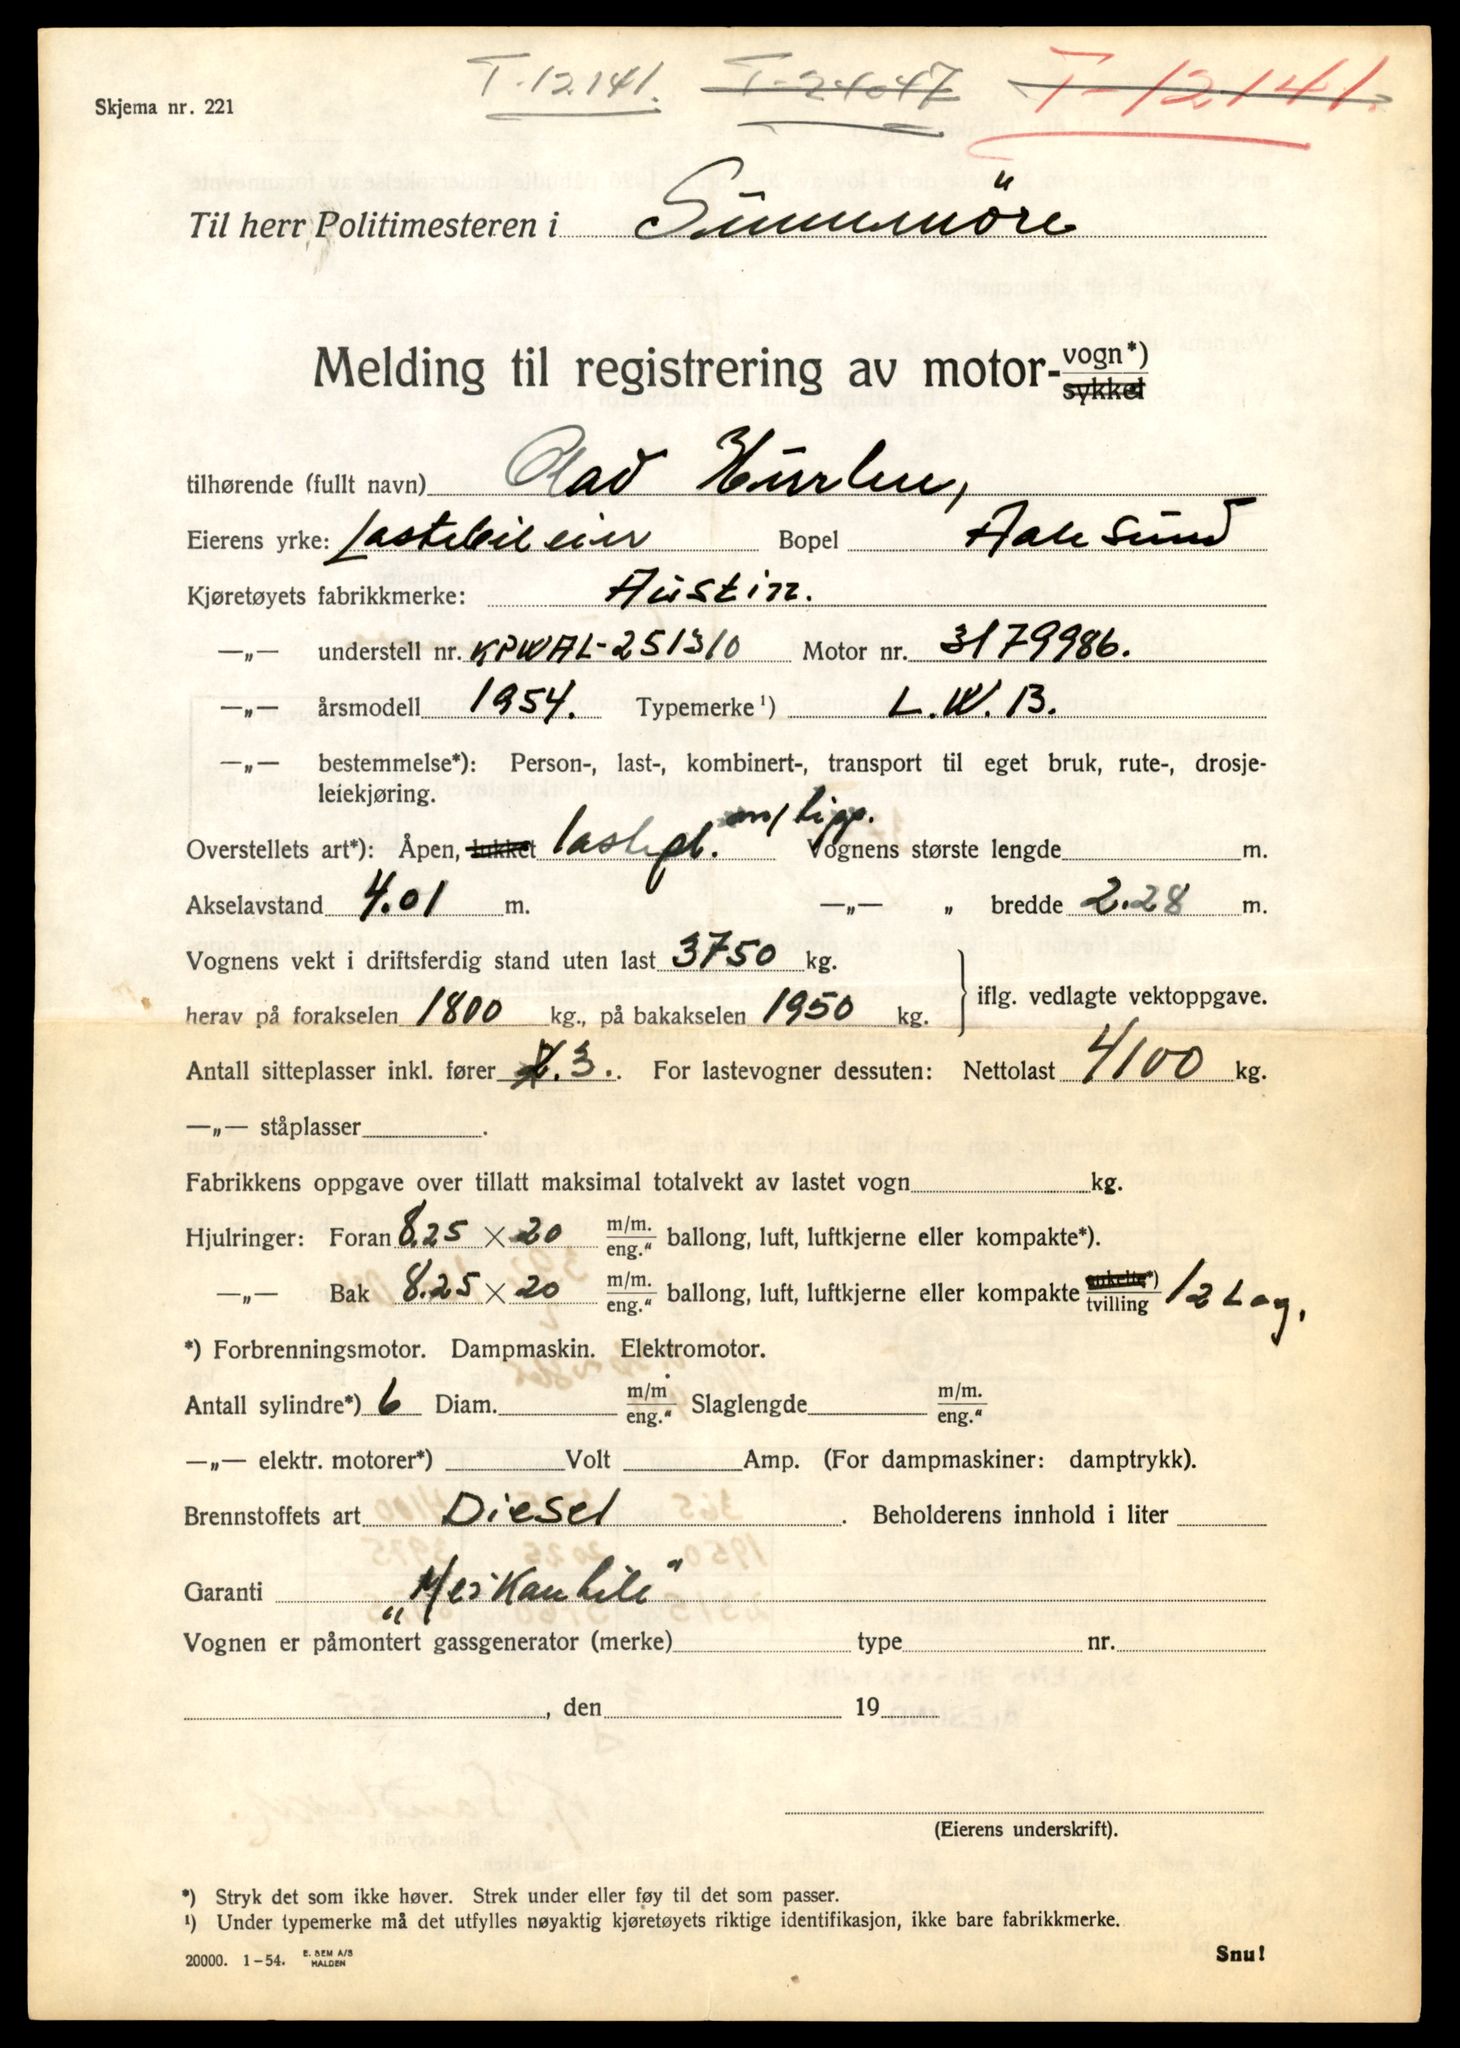 T-12.141. T-24047 T-12.141.
Skjema nr. 221
Til herr Politimesteren i Sunnmöre
Melding til registrering av motor- vogn*)
sykkel
tilhørende (fullt navn) Olav Hurlen,
Eierens yrke: Lastebileier Bopel Aalesund
Kjøretøyets fabrikkmerke: Austin.
—„— understell nr. KPWAL-251310 Motor nr. 3179986.
—„— årsmodell 1954. Typemerke¹) L.W.B.
—„— bestemmelse*): Person-, last-, kombinert-, transport til eget bruk, rute-, drosje-
leiekjøring.
m/tipp.
Overstellets art*): Åpen, lukket lastepl. Vognens største lengde m.
Akselavstand 4.01 m. —„— „ bredde 2.28 m.
Vognens vekt i driftsferdig stand uten last 3750 kg.
herav på forakselen 1800 kg., på bakakselen 1950 kg. iflg. vedlagte vektoppgave.
Antall sitteplasser inkl. fører 2. 3. For lastevogner dessuten: Nettolast 4100 kg.
—„— ståplasser .
Fabrikkens oppgave over tillatt maksimal totalvekt av lastet vogn kg.
Hjulringer: Foran 8.25 × 20 m/m. eng." ballong, luft, luftkjerne eller kompakte*).
—„— Bak 8.25 × 20 m/m. eng." ballong, luft, luftkjerne eller kompakte enkelte*) tvilling 12 Lag.
*) Forbrenningsmotor. Dampmaskin. Elektromotor.
Antall sylindre*) 6 Diam. m/m eng." Slaglengde m/m. eng."
—„— elektr. motorer*) Volt Amp. (For dampmaskiner: damptrykk).
Brennstoffets art Diesel . Beholderens innhold i liter
Garanti „Merkantile"
Vognen er påmontert gassgenerator (merke) type nr.
, den 19
(Eierens underskrift).
*) Stryk det som ikke høver. Strek under eller føy til det som passer.
¹) Under typemerke må det utfylles nøyaktig kjøretøyets riktige identifikasjon, ikke bare fabrikkmerke.
20000. 1-54. E. SEM A/S
HALDEN
Snu!